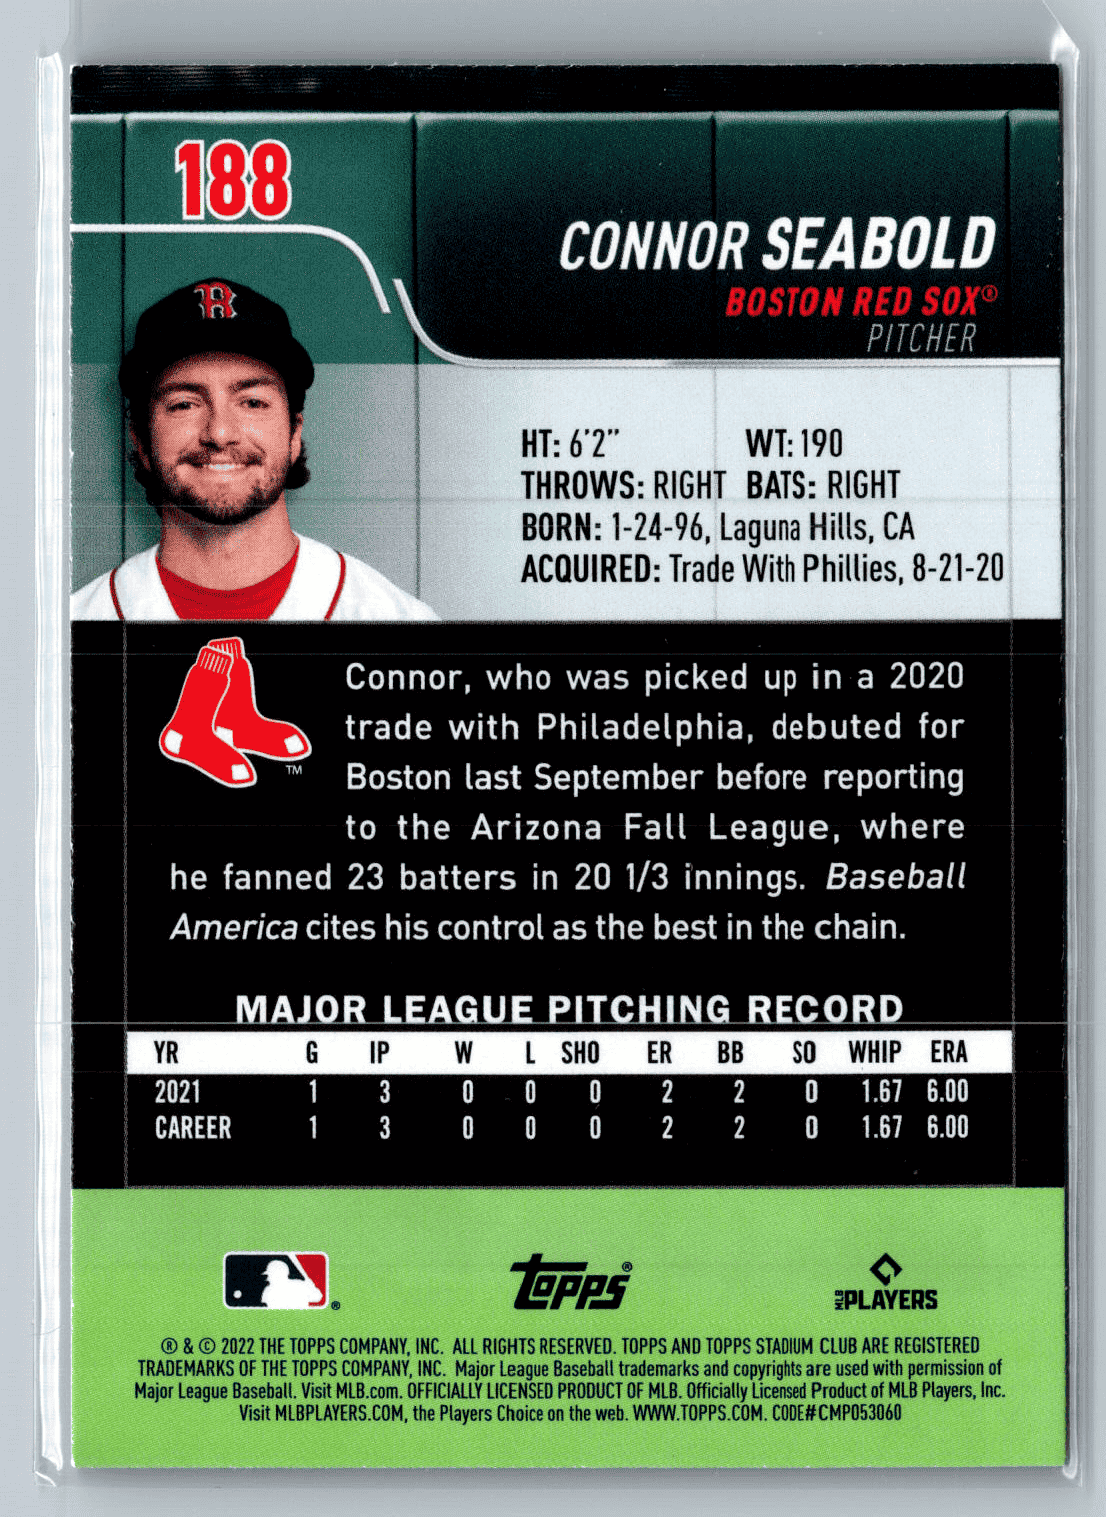 188
CONNOR SEABOLD
BOSTON RED SOX®
PITCHER
HT: 6'2" WT: 190
THROWS: RIGHT BATS: RIGHT
BORN: 1-24-96, Laguna Hills, CA
ACQUIRED: Trade With Phillies, 8-21-20
Connor, who was picked up in a 2020
trade with Philadelphia, debuted for
Boston last September before reporting
TM
to the Arizona Fall League, where
he fanned 23 batters in 20 1/3 innings. Baseball
America cites his control as the best in the chain.
MAJOR LEAGUE PITCHING RECORD
YR G IP W L SHO ER BB SO WHIP ERA
2021 1 3 0 0 0 2 2 0 1.67 6.00
CAREER 1 3 0 0 0 2 2 0 1.67 6.00
® topps® MLB PLAYERS
® & © 2022 THE TOPPS COMPANY, INC. ALL RIGHTS RESERVED. TOPPS AND TOPPS STADIUM CLUB ARE REGISTERED
TRADEMARKS OF THE TOPPS COMPANY, INC. Major League Baseball trademarks and copyrights are used with permission of
Major League Baseball. Visit MLB.com. OFFICIALLY LICENSED PRODUCT OF MLB. Officially Licensed Product of MLB Players, Inc.
Visit MLBPLAYERS.COM, the Players Choice on the web. WWW.TOPPS.COM. CODE#CMP053060